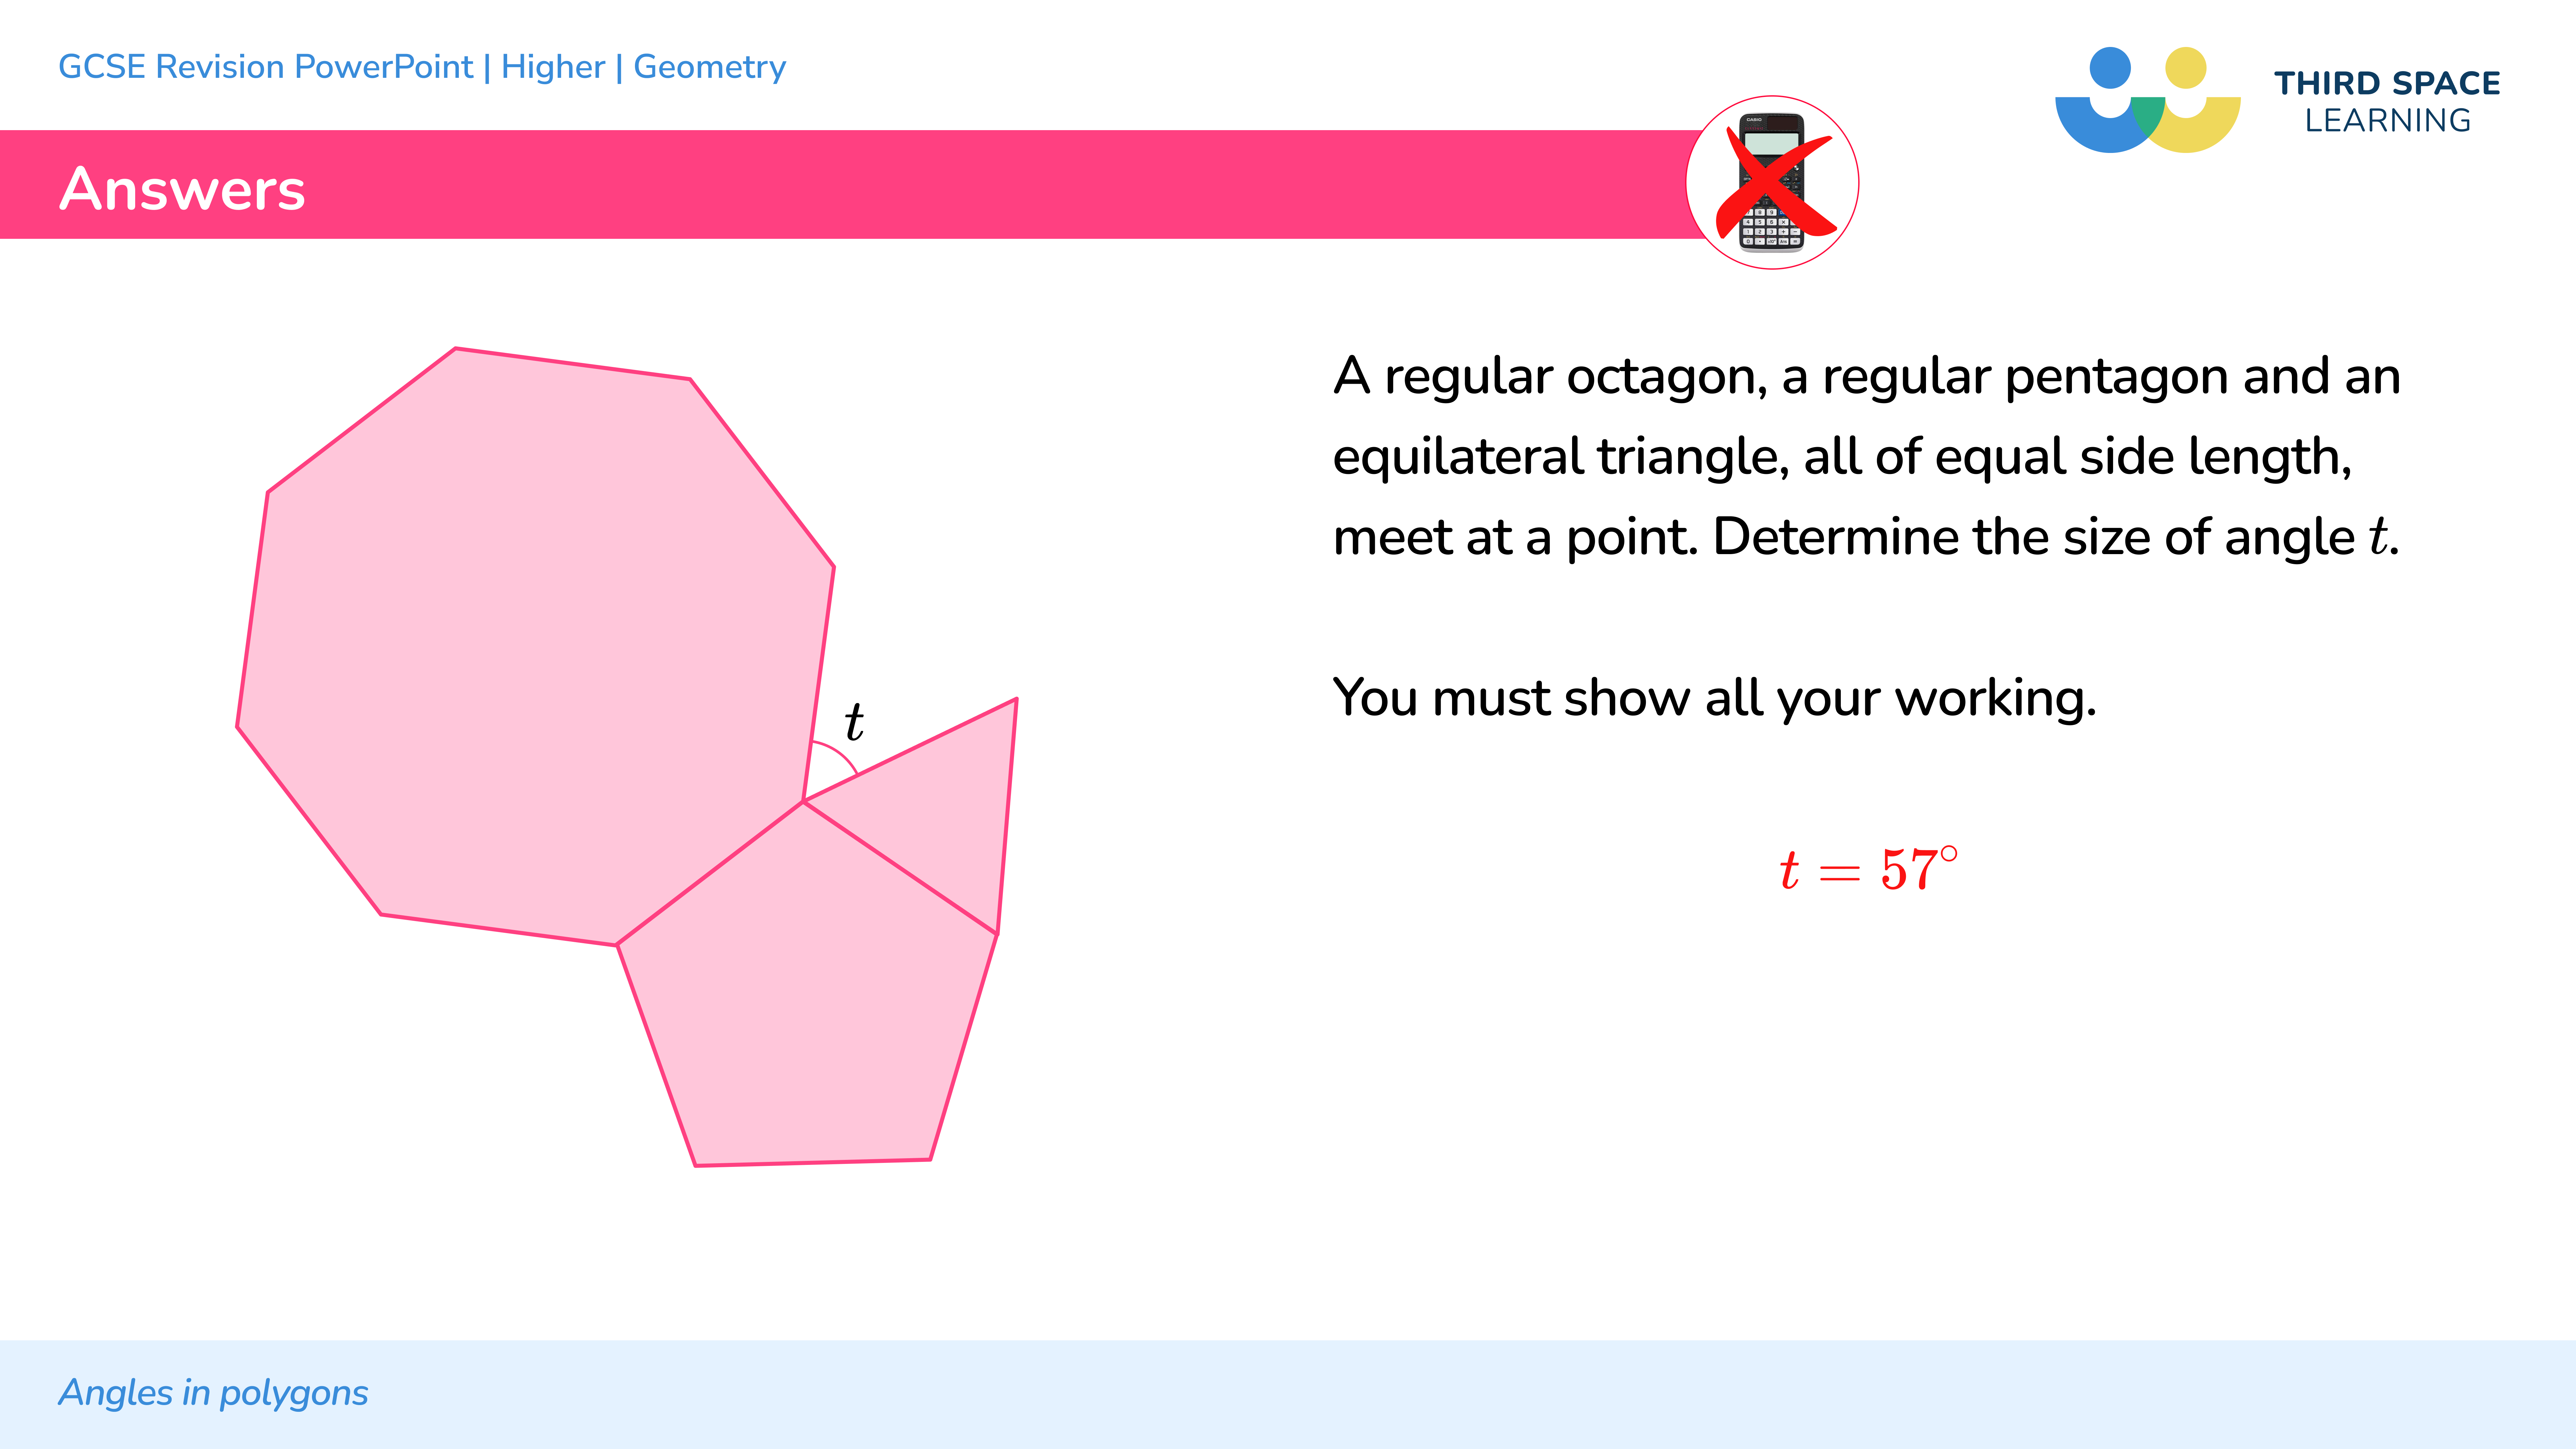 GCSE Revision PowerPoint | Higher | Geometry
THIRD SPACE
LEARNING
Answers
CASIO
A regular octagon, a regular pentagon and an
equilateral triangle, all of equal side length,
meet at a point. Determine the size of angle t.
You must show all your working.
t
t = 57°
Angles in polygons